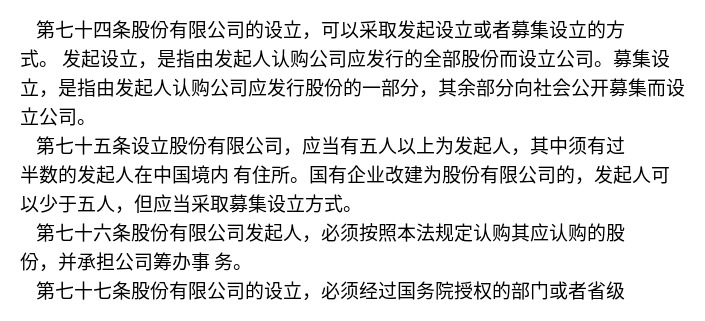 第七十四条股份有限公司的设立，可以采取发起设立或者募集设立的方
式。 发起设立，是指由发起人认购公司应发行的全部股份而设立公司。募集设
立，是指由发起人认购公司应发行股份的一部分，其余部分向社会公开募集而设
立公司。
第七十五条设立股份有限公司，应当有五人以上为发起人，其中须有过
半数的发起人在中国境内 有住所。国有企业改建为股份有限公司的，发起人可
以少于五人，但应当采取募集设立方式。
第七十六条股份有限公司发起人，必须按照本法规定认购其应认购的股
份，并承担公司筹办事 务。
第七十七条股份有限公司的设立，必须经过国务院授权的部门或者省级